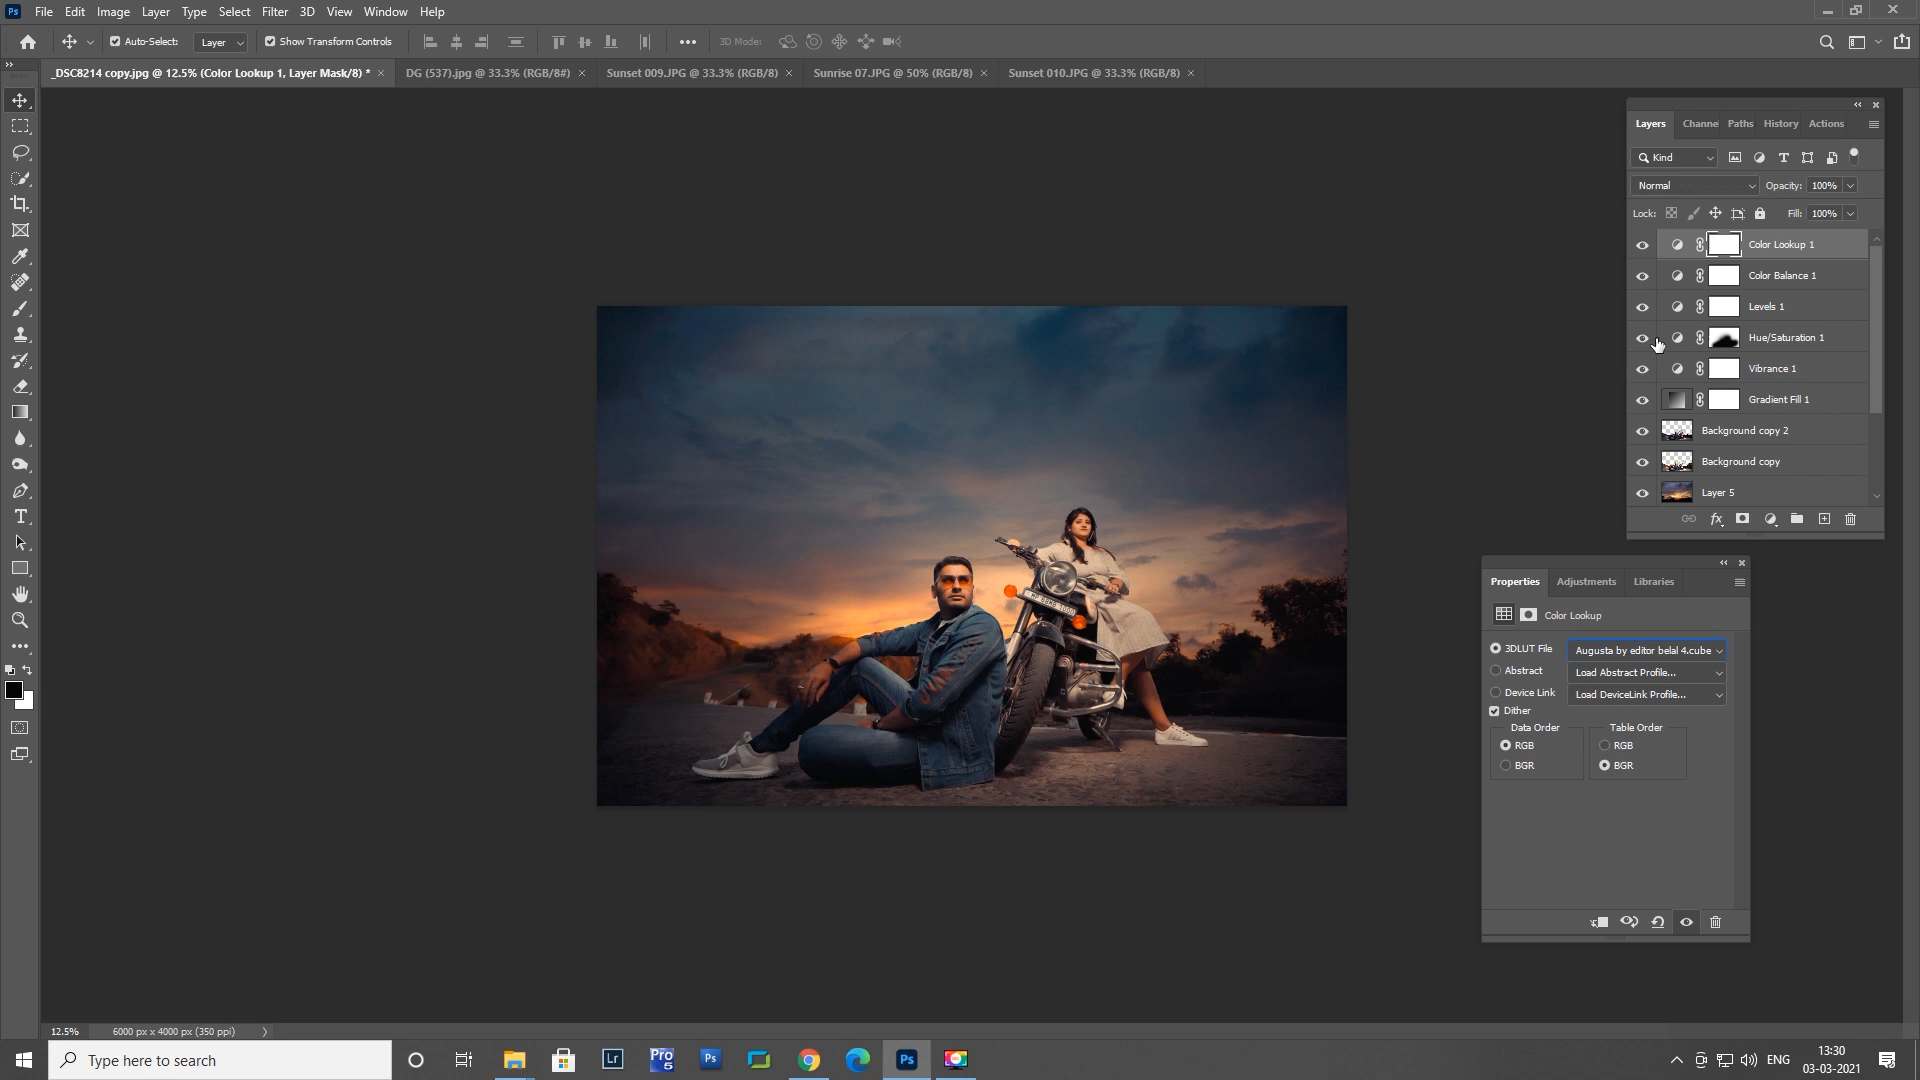 Ps File Edit Image Layer Type Select Filter 3D View Window Help
Auto-Select: Layer Show Transform Controls 3D Mode:
_DSC8214 copy.jpg @ 12.5% (Color Lookup 1, Layer Mask/8) * DG (537).jpg @ 33.3% (RGB/8#) Sunset 009.JPG @ 33.3% (RGB/8) Sunrise 07.JPG @ 50% (RGB/8) Sunset 010.JPG @ 33.3% (RGB/8)
Layers Channe Paths History Actions
Kind
Normal Opacity: 100%
Lock: Fill: 100%
Color Lookup 1
Color Balance 1
Levels 1
Hue/Saturation 1
Vibrance 1
Gradient Fill 1
Background copy 2
Background copy
Layer 5
fx
Properties Adjustments Libraries
Color Lookup
3DLUT File Augusta by editor belal 4.cube
Abstract Load Abstract Profile...
Device Link Load DeviceLink Profile...
Dither
Data Order Table Order
RGB RGB
BGR BGR
12.5% 6000 px x 4000 px (350 ppi)
Type here to search
Lr
Pro 5
Ps
Ps
REC
ENG
13:30
03-03-2021